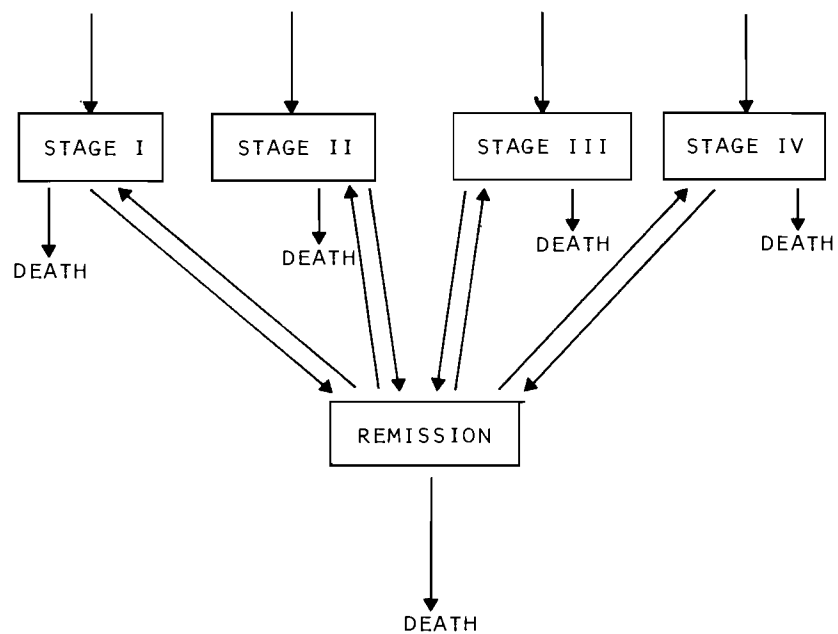 STAGE I
STAGE II
STAGE III
STAGE IV
DEATH
DEATH
DEATH
DEATH
REMISSION
DEATH